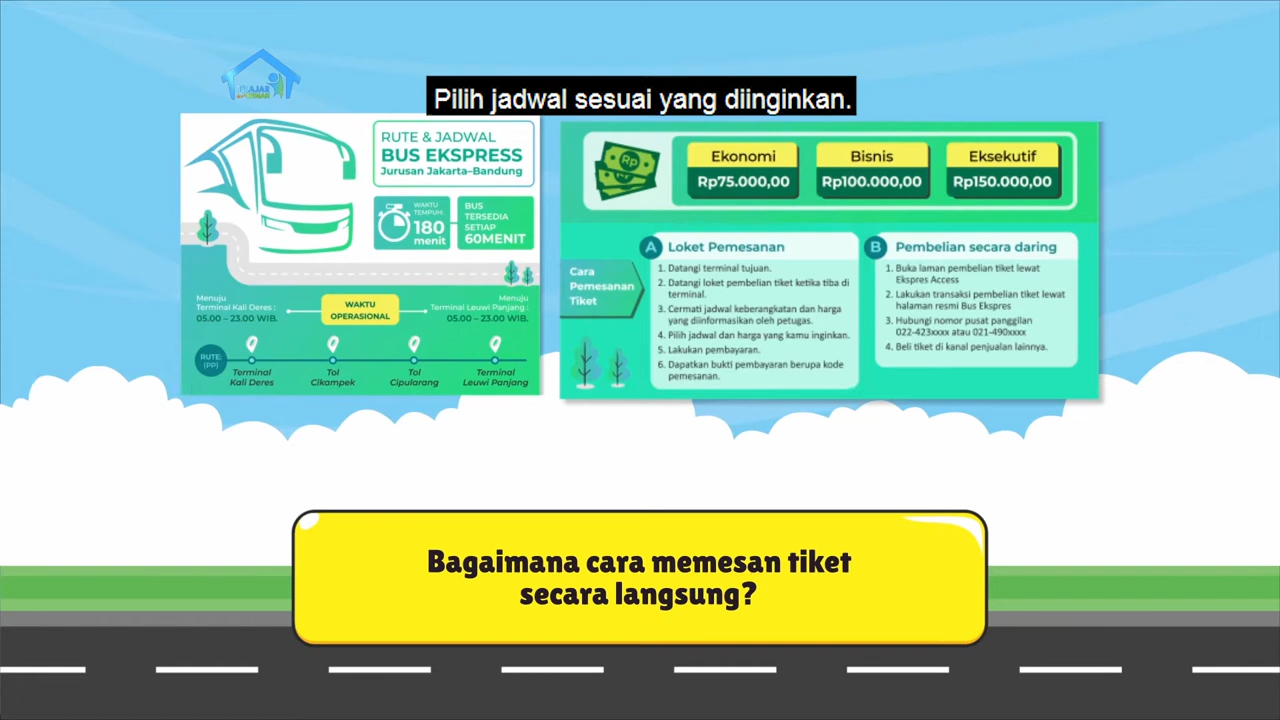 Pilih jadwal sesuai yang diinginkan.
RUTE & JADWAL
BUS EKSPRESS
Jurusan Jakarta–Bandung
WAKTU
TEMPUH:
180
menit
BUS
TERSEDIA
SETIAP
60MENIT
Menuju
Terminal Kali Deres :
05.00 – 23.00 WIB.
WAKTU
OPERASIONAL
Menuju
Terminal Leuwi Panjang :
05.00 – 23.00 WIB.
RUTE:
(PP)
Terminal
Kali Deres
Tol
Cikampek
Tol
Cipularang
Terminal
Leuwi Panjang
Rp
Ekonomi
Rp75.000,00
Bisnis
Rp100.000,00
Eksekutif
Rp150.000,00
Cara
Pemesanan
Tiket
A Loket Pemesanan
1. Datangi terminal tujuan.
2. Datangi loket pembelian tiket ketika tiba di
terminal.
3. Cermati jadwal keberangkatan dan harga
yang diinformasikan oleh petugas.
4. Pilih jadwal dan harga yang kamu inginkan.
5. Lakukan pembayaran.
6. Dapatkan bukti pembayaran berupa kode
pemesanan.
B Pembelian secara daring
1. Buka laman pembelian tiket lewat
Ekspres Access
2. Lakukan transaksi pembelian tiket lewat
halaman resmi Bus Ekspres
3. Hubungi nomor pusat panggilan
022-423xxxx atau 021-490xxxx
4. Beli tiket di kanal penjualan lainnya.
Bagaimana cara memesan tiket
secara langsung?